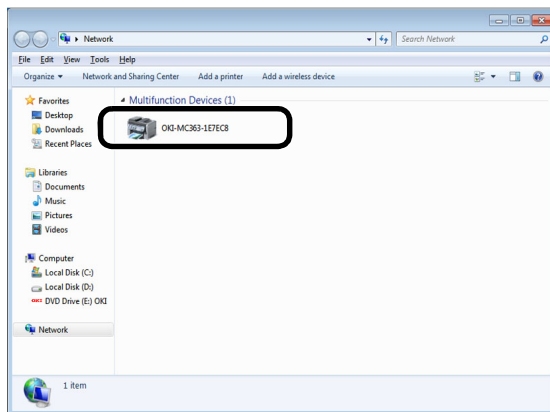 Network
Search Network
File Edit View Tools Help
Organize Network and Sharing Center Add a printer Add a wireless device
Favorites
Desktop
Downloads
Recent Places
Libraries
Documents
Music
Pictures
Videos
Computer
Local Disk (C:)
Local Disk (D:)
OKI DVD Drive (E:) OKI
Network
Multifunction Devices (1)
OKI-MC363-1E7EC8
1 item